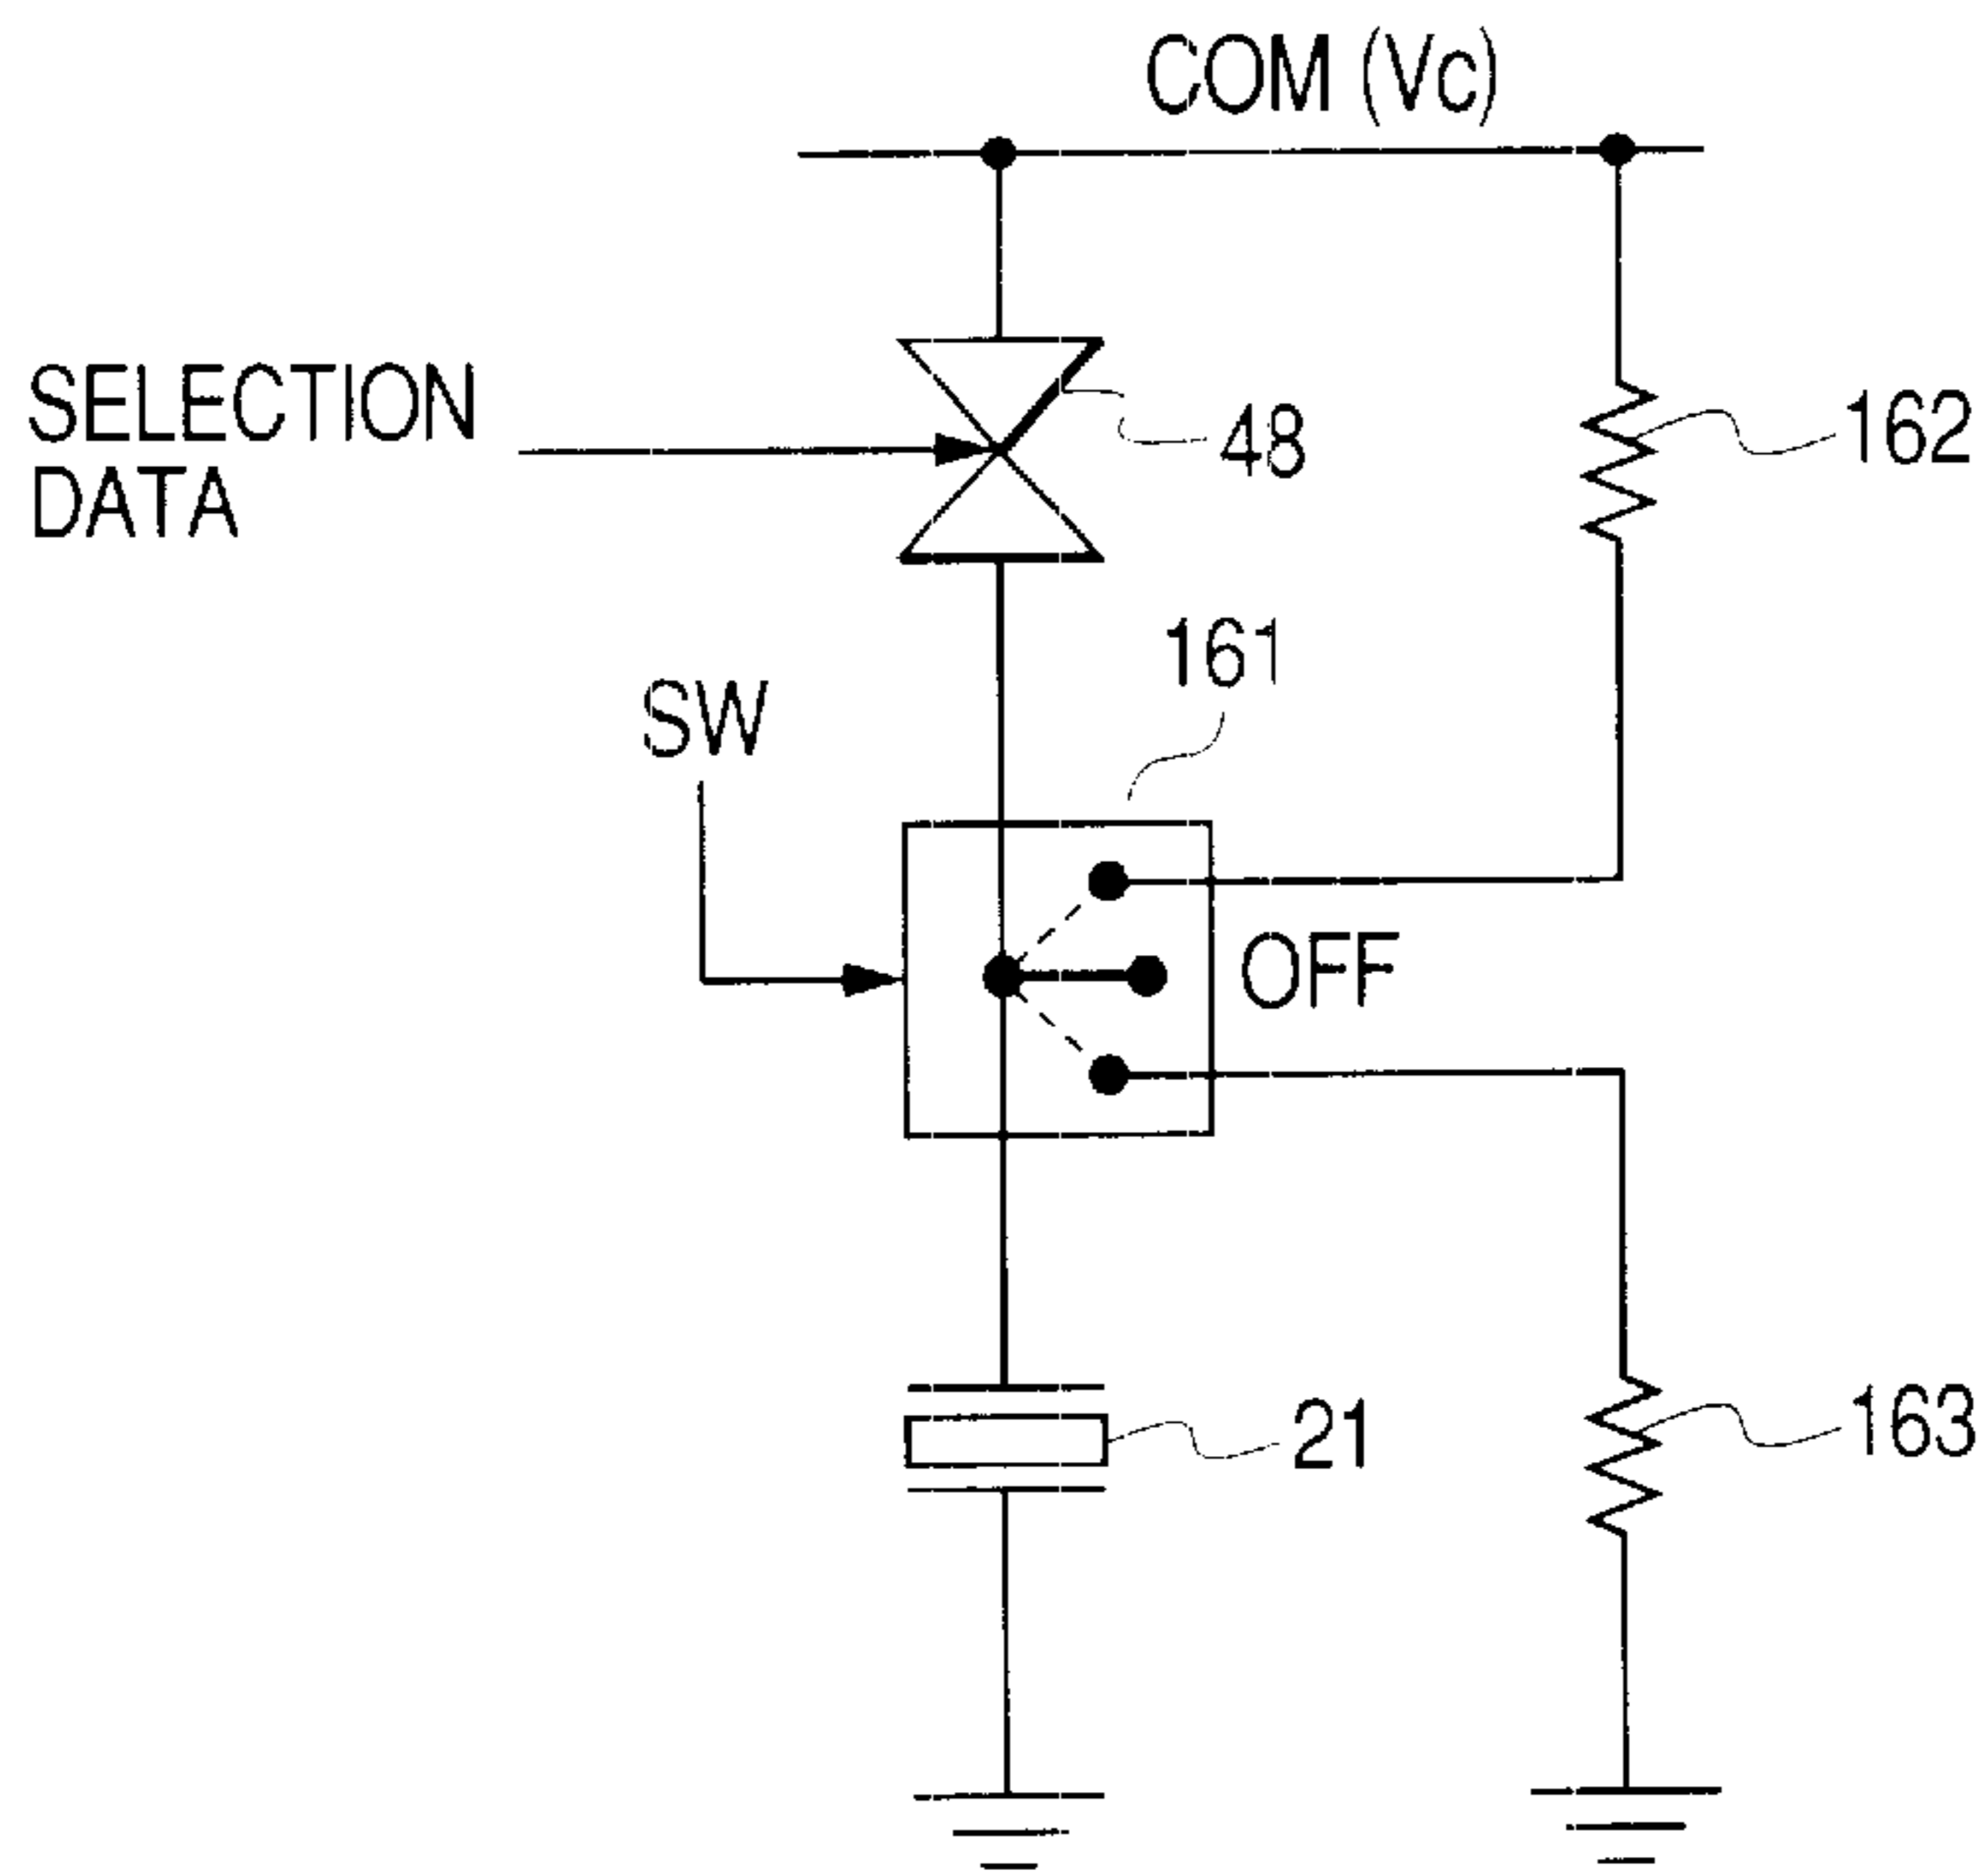 COM (Vc)
SELECTION
DATA
48
162
161
SW
OFF
21
163